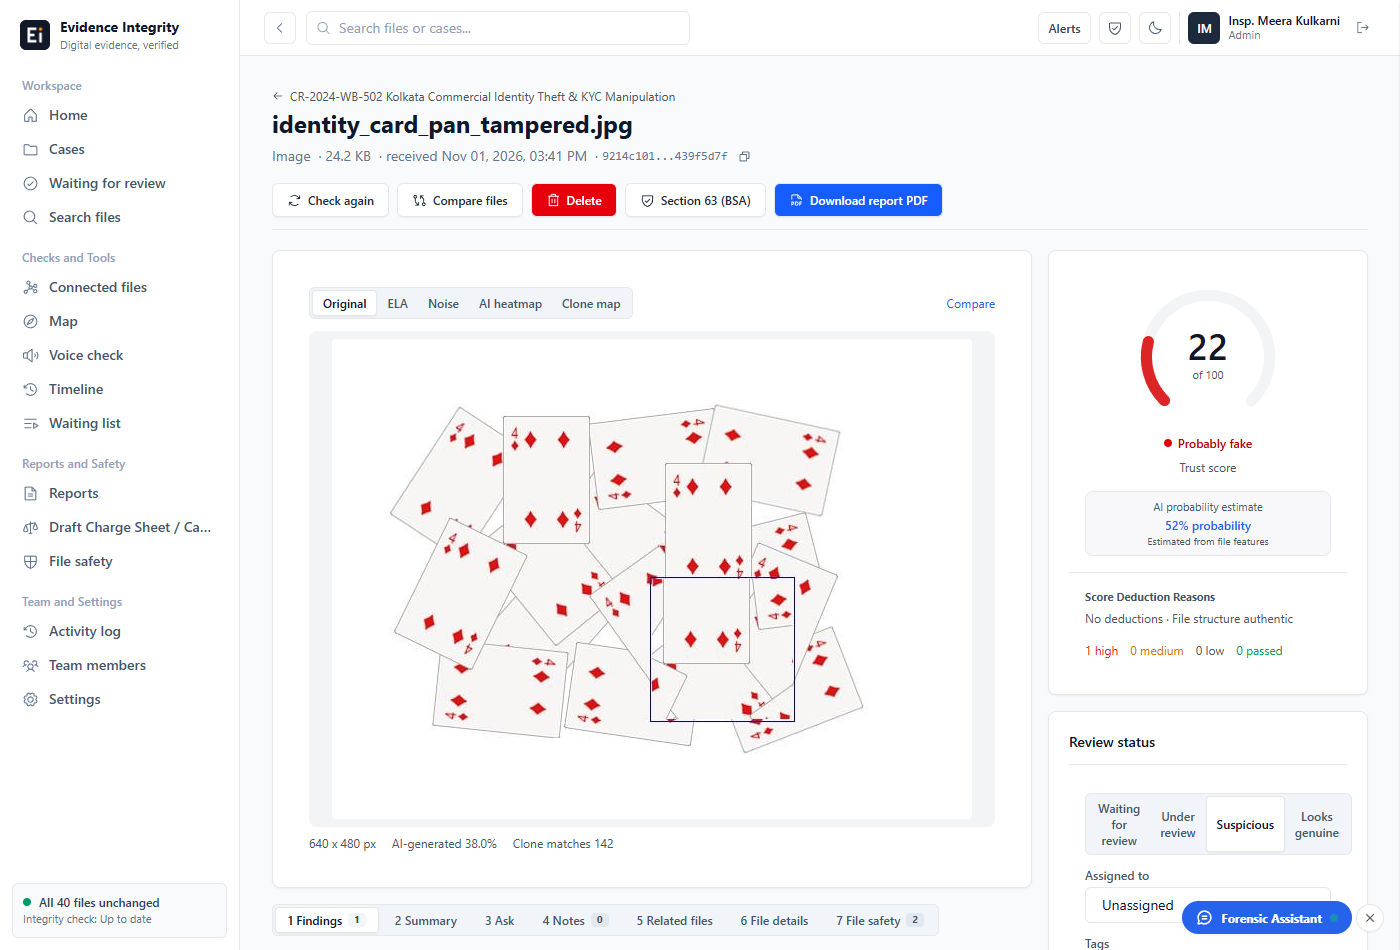 Ei
Evidence Integrity
Digital evidence, verified
Workspace
Home
Cases
Waiting for review
Search files
Checks and Tools
Connected files
Map
Voice check
Timeline
Waiting list
Reports and Safety
Reports
Draft Charge Sheet / Ca...
File safety
Team and Settings
Activity log
Team members
Settings
All 40 files unchanged
Integrity check: Up to date
Search files or cases...
Alerts
IM
Insp. Meera Kulkarni
Admin
← CR-2024-WB-502 Kolkata Commercial Identity Theft & KYC Manipulation
identity_card_pan_tampered.jpg
Image · 24.2 KB · received Nov 01, 2026, 03:41 PM · 9214c101...439f5d7f
Check again
Compare files
Delete
Section 63 (BSA)
Download report PDF
Original
ELA
Noise
AI heatmap
Clone map
Compare
640 x 480 px AI-generated 38.0% Clone matches 142
1 Findings 1
2 Summary
3 Ask
4 Notes 0
5 Related files
6 File details
7 File safety 2
22
of 100
Probably fake
Trust score
AI probability estimate
52% probability
Estimated from file features
Score Deduction Reasons
No deductions · File structure authentic
1 high 0 medium 0 low 0 passed
Review status
Waiting for review
Under review
Suspicious
Looks genuine
Assigned to
Unassigned
Forensic Assistant
Tags